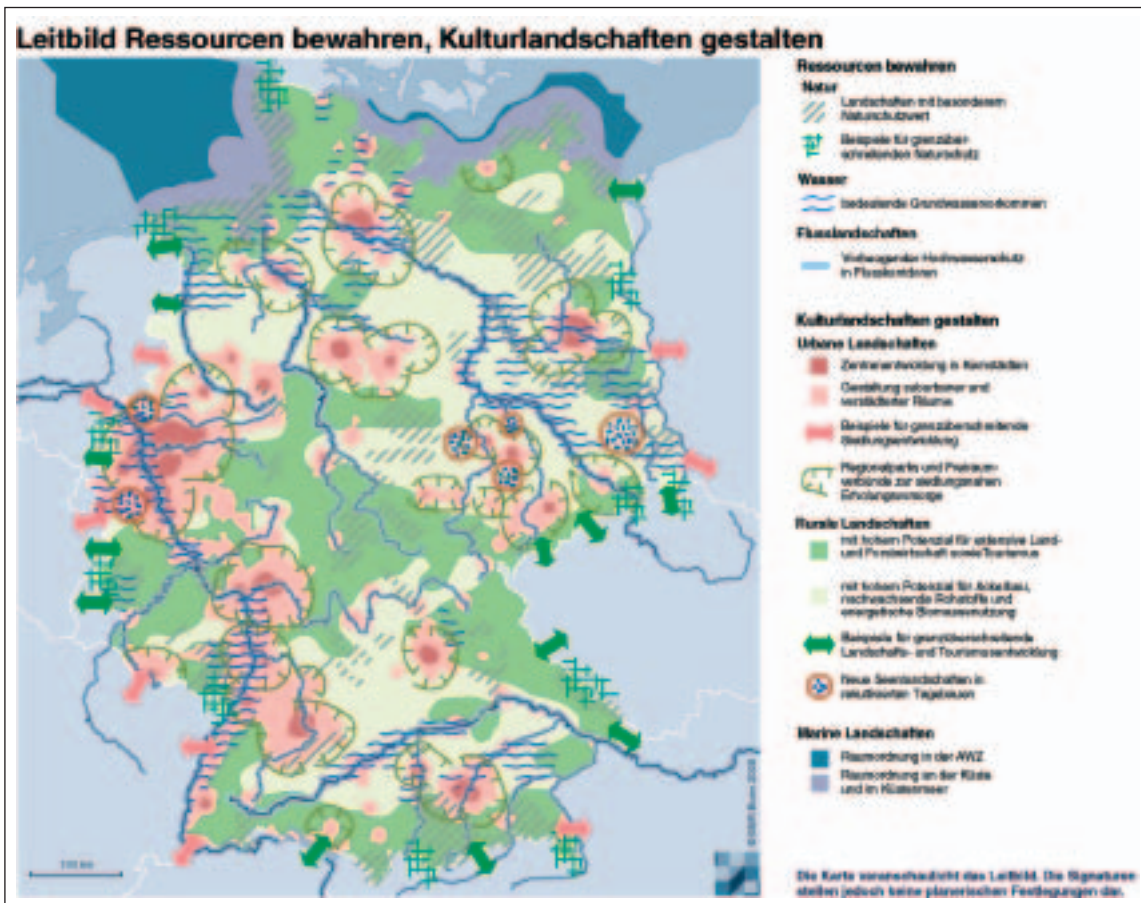 Leitbild Ressourcen bewahren, Kulturlandschaften gestalten
Ressourcen bewahren
Natur
Landschaften mit besonderem
Naturschutzwert
Beispiele für grenzüber-
schreitenden Naturschutz
Wasser
bedeutende Grundwasservorkommen
Flusslandschaften
Vorbeugender Hochwasserschutz
in Flusskorridoren
Kulturlandschaften gestalten
Urbane Landschaften
Zentrenentwicklung in Kernstädten
Gestaltung suburbaner und
verstädterter Räume
Beispiele für grenzüberschreitende
Siedlungsentwicklung
Regionalparks und Freiraum-
verbünde zur siedlungsnahen
Erholungsvorsorge
Rurale Landschaften
mit hohem Potenzial für extensive Land-
und Forstwirtschaft sowie Tourismus
mit hohem Potenzial für Ackerbau,
nachwachsende Rohstoffe und
energetische Biomassenutzung
Beispiele für grenzüberschreitende
Landschafts- und Tourismusentwicklung
Neue Seenlandschaften in
rekultivierten Tagebauen
Marine Landschaften
Raumordnung in der AWZ
Raumordnung an der Küste
und im Küstenmeer
100 km
Die Karte veranschaulicht das Leitbild. Die Signaturen
stellen jedoch keine planerischen Festlegungen dar.